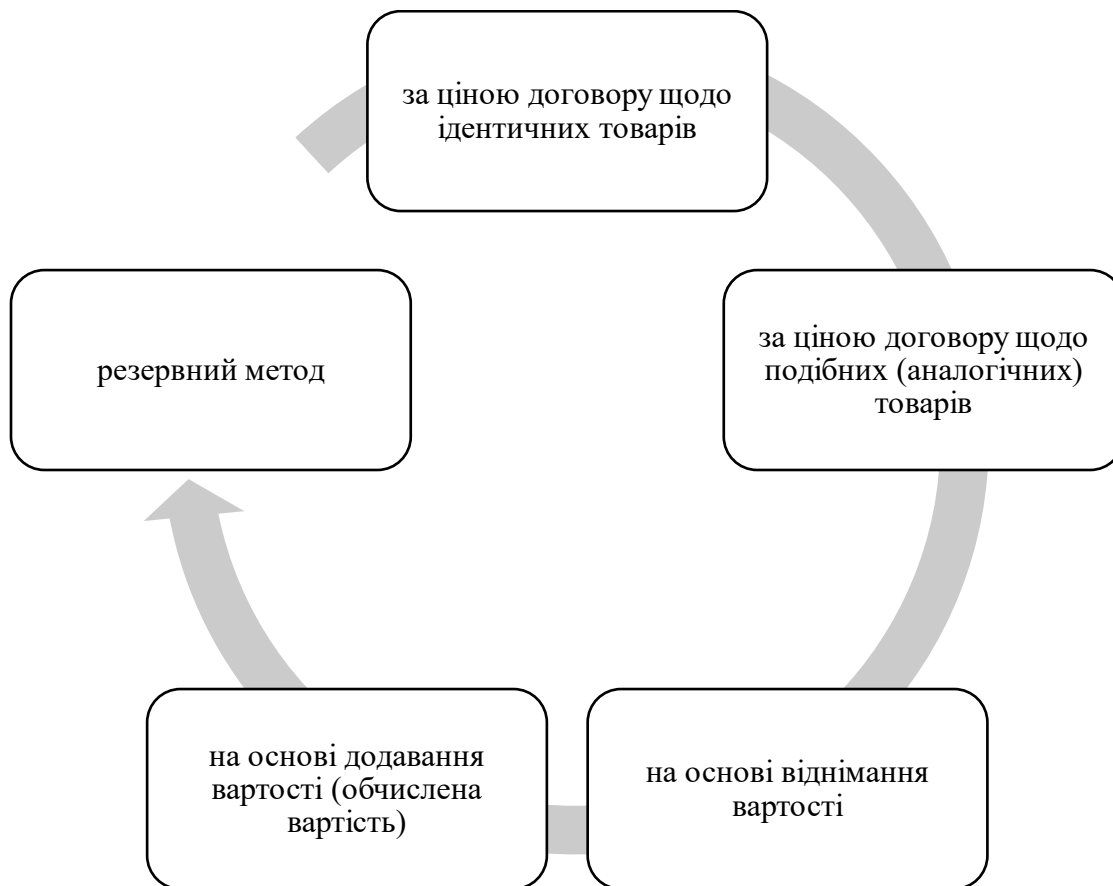 за ціною договору щодо
ідентичних товарів
за ціною договору щодо
подібних (аналогічних)
товарів
на основі віднімання
вартості
на основі додавання
вартості (обчислена
вартість)
резервний метод